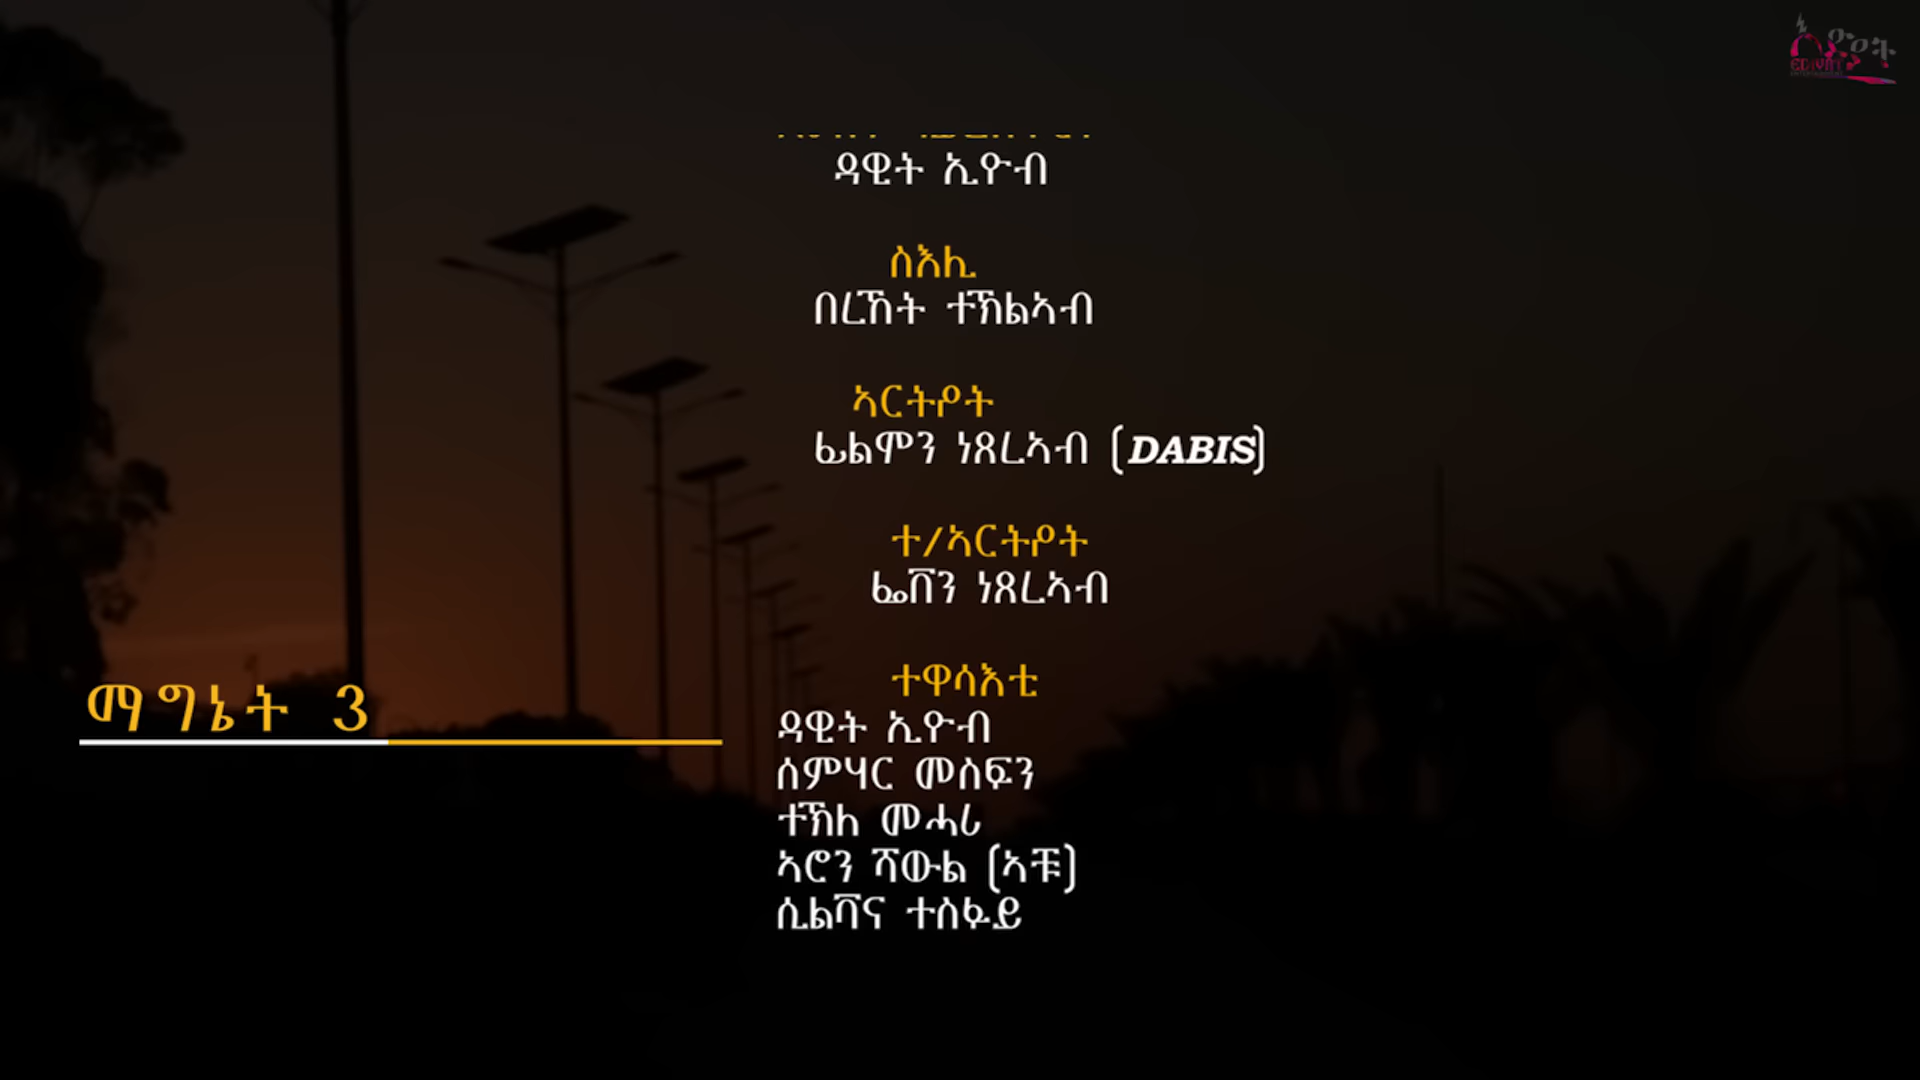 ዳዊት ኢዮብ
ስእሊ
በረኸት ተኽልኣብ
ኣርትዖት
ፊልሞን ነጸረኣብ (DABIS)
ተ/ኣርትዖት
ፌቨን ነጸረኣብ
ተዋሳእቲ
ዳዊት ኢዮብ
ሰምሃር መስፍን
ተኽለ መሓሪ
ኣሮን ሻውል (ኣቹ)
ሲልቫና ተስፋይ
ማግኔት 3